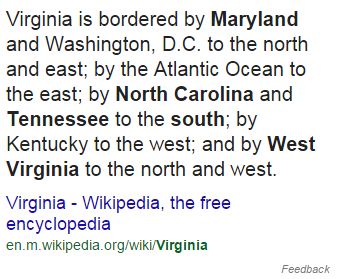 Virginia is bordered by Maryland
and Washington, D.C. to the north
and east; by the Atlantic Ocean to
the east; by North Carolina and
Tennessee to the south; by
Kentucky to the west; and by West
Virginia to the north and west.
Virginia - Wikipedia, the free
encyclopedia
en.m.wikipedia.org/wiki/Virginia
Feedback